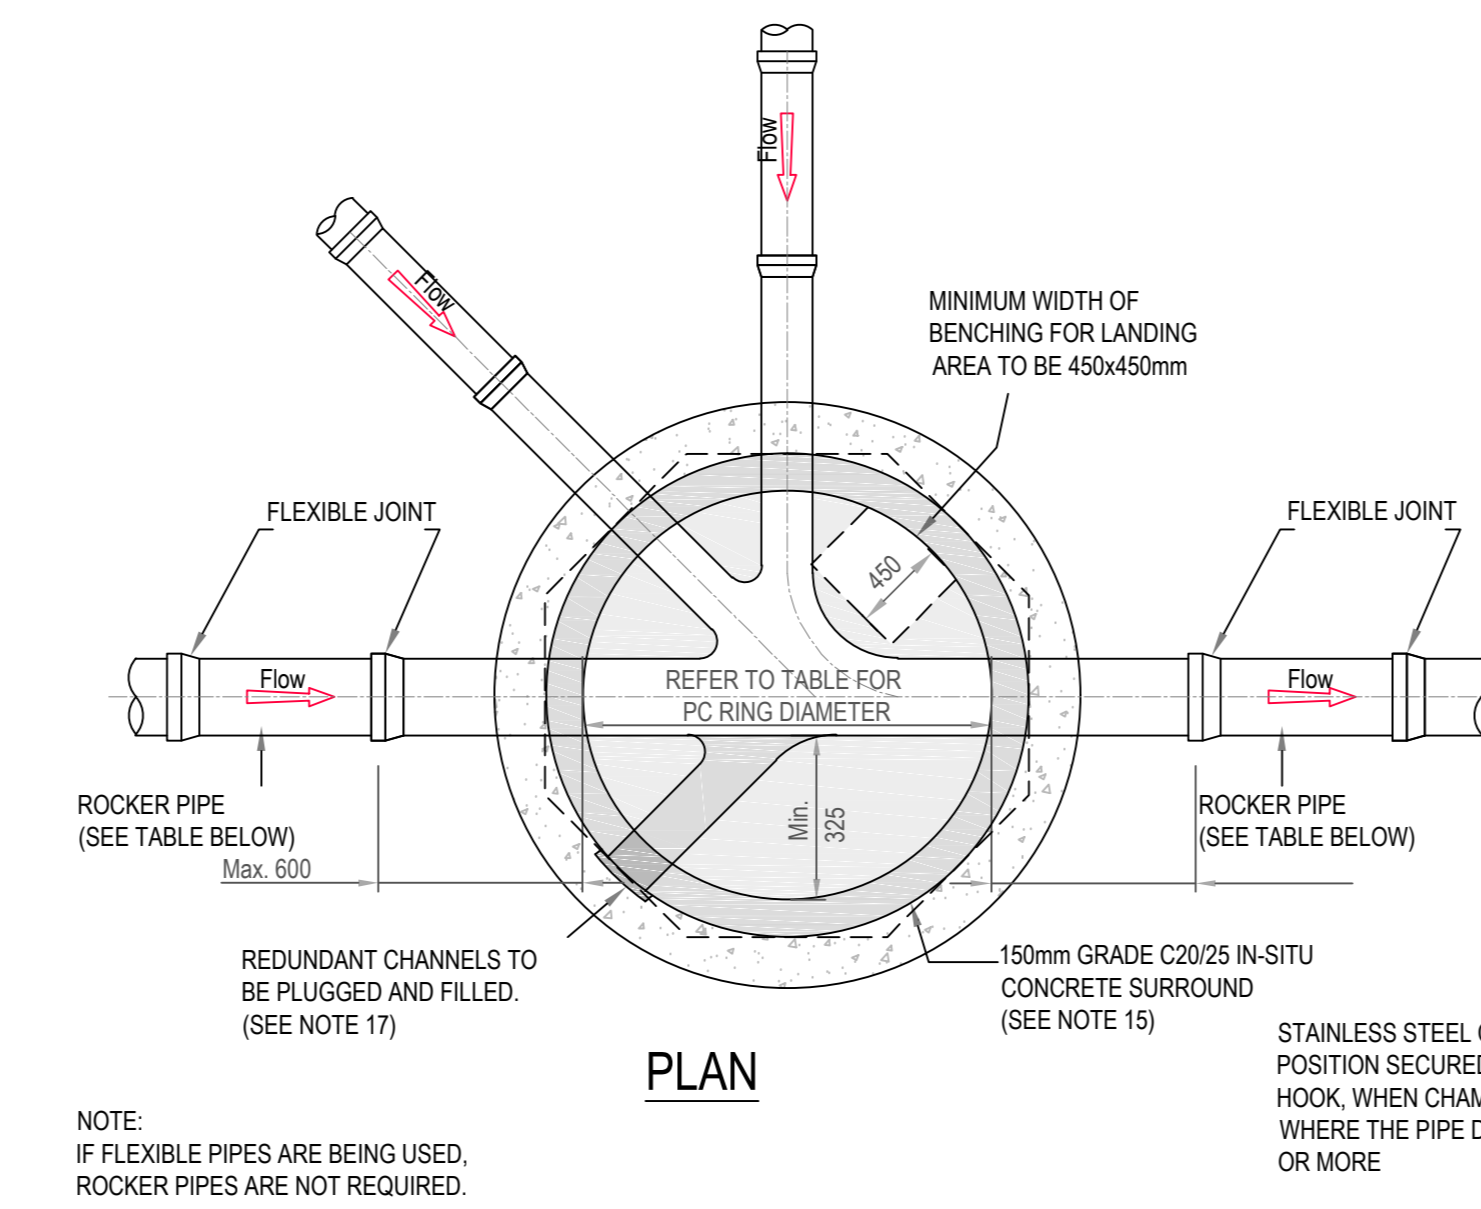 Flow
Flow
MINIMUM WIDTH OF
BENCHING FOR LANDING
AREA TO BE 450x450mm
FLEXIBLE JOINT
FLEXIBLE JOINT
450
Flow
REFER TO TABLE FOR
PC RING DIAMETER
Flow
ROCKER PIPE
(SEE TABLE BELOW)
Max. 600
Min.
325
ROCKER PIPE
(SEE TABLE BELOW)
REDUNDANT CHANNELS TO
BE PLUGGED AND FILLED.
(SEE NOTE 17)
150mm GRADE C20/25 IN-SITU
CONCRETE SURROUND
(SEE NOTE 15)
PLAN
STAINLESS STEEL
POSITION SECURED
HOOK, WHEN
WHERE THE PIPE
OR MORE
NOTE:
IF FLEXIBLE PIPES ARE BEING USED,
ROCKER PIPES ARE NOT REQUIRED.